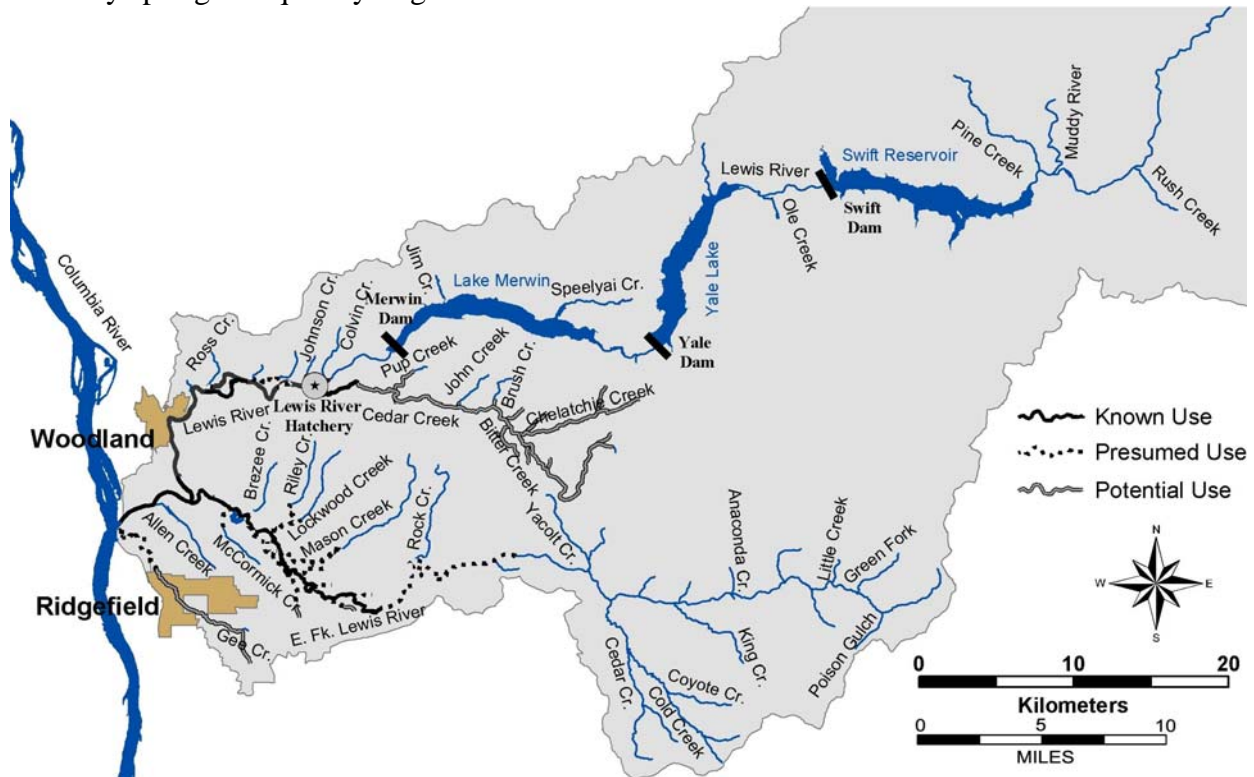 Pine Creek
Muddy River
Rush Creek
Swift Reservoir
Lewis River
Swift
Dam
Ole Creek
Yale Lake
Columbia River
Jim Cr.
Lake Merwin
Speelyai Cr.
Merwin
Dam
Yale
Dam
Ross Cr.
Johnson Cr.
Colvin Cr.
Pup Creek
John Creek
Brush Cr.
Chelatchie Creek
Lewis River
Lewis River
Hatchery
Cedar Creek
Bitter Creek
Woodland
Known Use
Presumed Use
Potential Use
Brezee Cr.
Riley Cr.
Lockwood Creek
Mason Creek
Rock Cr.
Yacolt Cr.
Anaconda Cr.
Little Creek
Green Fork
Allen Creek
McCormick Cr.
Ridgefield
Gee Cr.
E. Fk. Lewis River
Cedar Cr.
Cold Creek
Coyote Cr.
King Cr.
Poison Gulch
N
W E
S
0 10 20
Kilometers
0 5 10
MILES